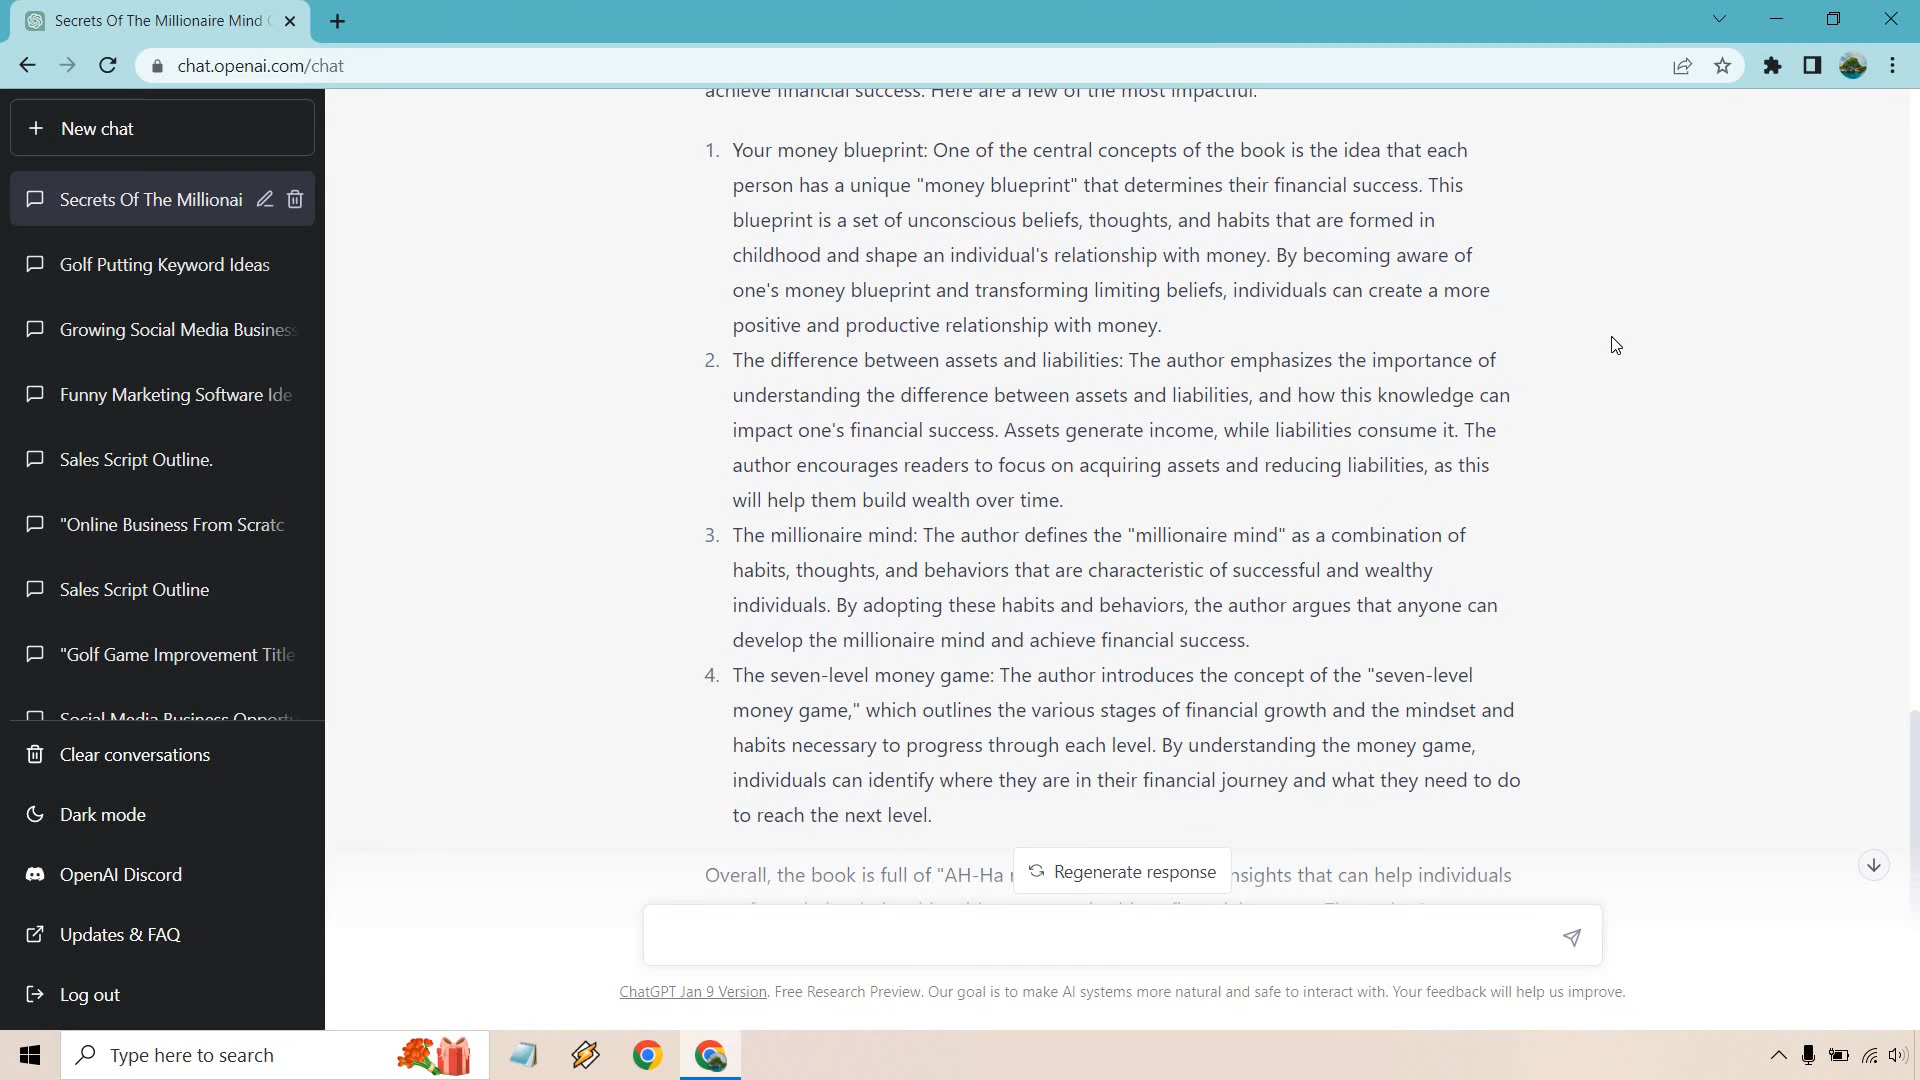 Secrets Of The Millionaire Mind
chat.openai.com/chat
New chat
Secrets Of The Millionai
Golf Putting Keyword Ideas
Growing Social Media Business
Funny Marketing Software Ide
Sales Script Outline.
"Online Business From Scratc
Sales Script Outline
"Golf Game Improvement Title
Social Media Business Opport
Clear conversations
Dark mode
OpenAI Discord
Updates & FAQ
Log out
achieve financial success. Here are a few of the most impactful:
1. Your money blueprint: One of the central concepts of the book is the idea that each
person has a unique "money blueprint" that determines their financial success. This
blueprint is a set of unconscious beliefs, thoughts, and habits that are formed in
childhood and shape an individual's relationship with money. By becoming aware of
one's money blueprint and transforming limiting beliefs, individuals can create a more
positive and productive relationship with money.
2. The difference between assets and liabilities: The author emphasizes the importance of
understanding the difference between assets and liabilities, and how this knowledge can
impact one's financial success. Assets generate income, while liabilities consume it. The
author encourages readers to focus on acquiring assets and reducing liabilities, as this
will help them build wealth over time.
3. The millionaire mind: The author defines the "millionaire mind" as a combination of
habits, thoughts, and behaviors that are characteristic of successful and wealthy
individuals. By adopting these habits and behaviors, the author argues that anyone can
develop the millionaire mind and achieve financial success.
4. The seven-level money game: The author introduces the concept of the "seven-level
money game," which outlines the various stages of financial growth and the mindset and
habits necessary to progress through each level. By understanding the money game,
individuals can identify where they are in their financial journey and what they need to do
to reach the next level.
Overall, the book is full of "AH-Ha nsights that can help individuals
Regenerate response
ChatGPT Jan 9 Version. Free Research Preview. Our goal is to make AI systems more natural and safe to interact with. Your feedback will help us improve.
Type here to search